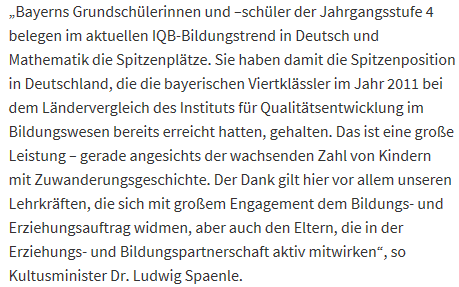 „Bayerns Grundschülerinnen und –schüler der Jahrgangsstufe 4
belegen im aktuellen IQB-Bildungstrend in Deutsch und
Mathematik die Spitzenplätze. Sie haben damit die Spitzenposition
in Deutschland, die die bayerischen Viertklässler im Jahr 2011 bei
dem Ländervergleich des Instituts für Qualitätsentwicklung im
Bildungswesen bereits erreicht hatten, gehalten. Das ist eine große
Leistung – gerade angesichts der wachsenden Zahl von Kindern
mit Zuwanderungsgeschichte. Der Dank gilt hier vor allem unseren
Lehrkräften, die sich mit großem Engagement dem Bildungs- und
Erziehungsauftrag widmen, aber auch den Eltern, die in der
Erziehungs- und Bildungspartnerschaft aktiv mitwirken“, so
Kultusminister Dr. Ludwig Spaenle.